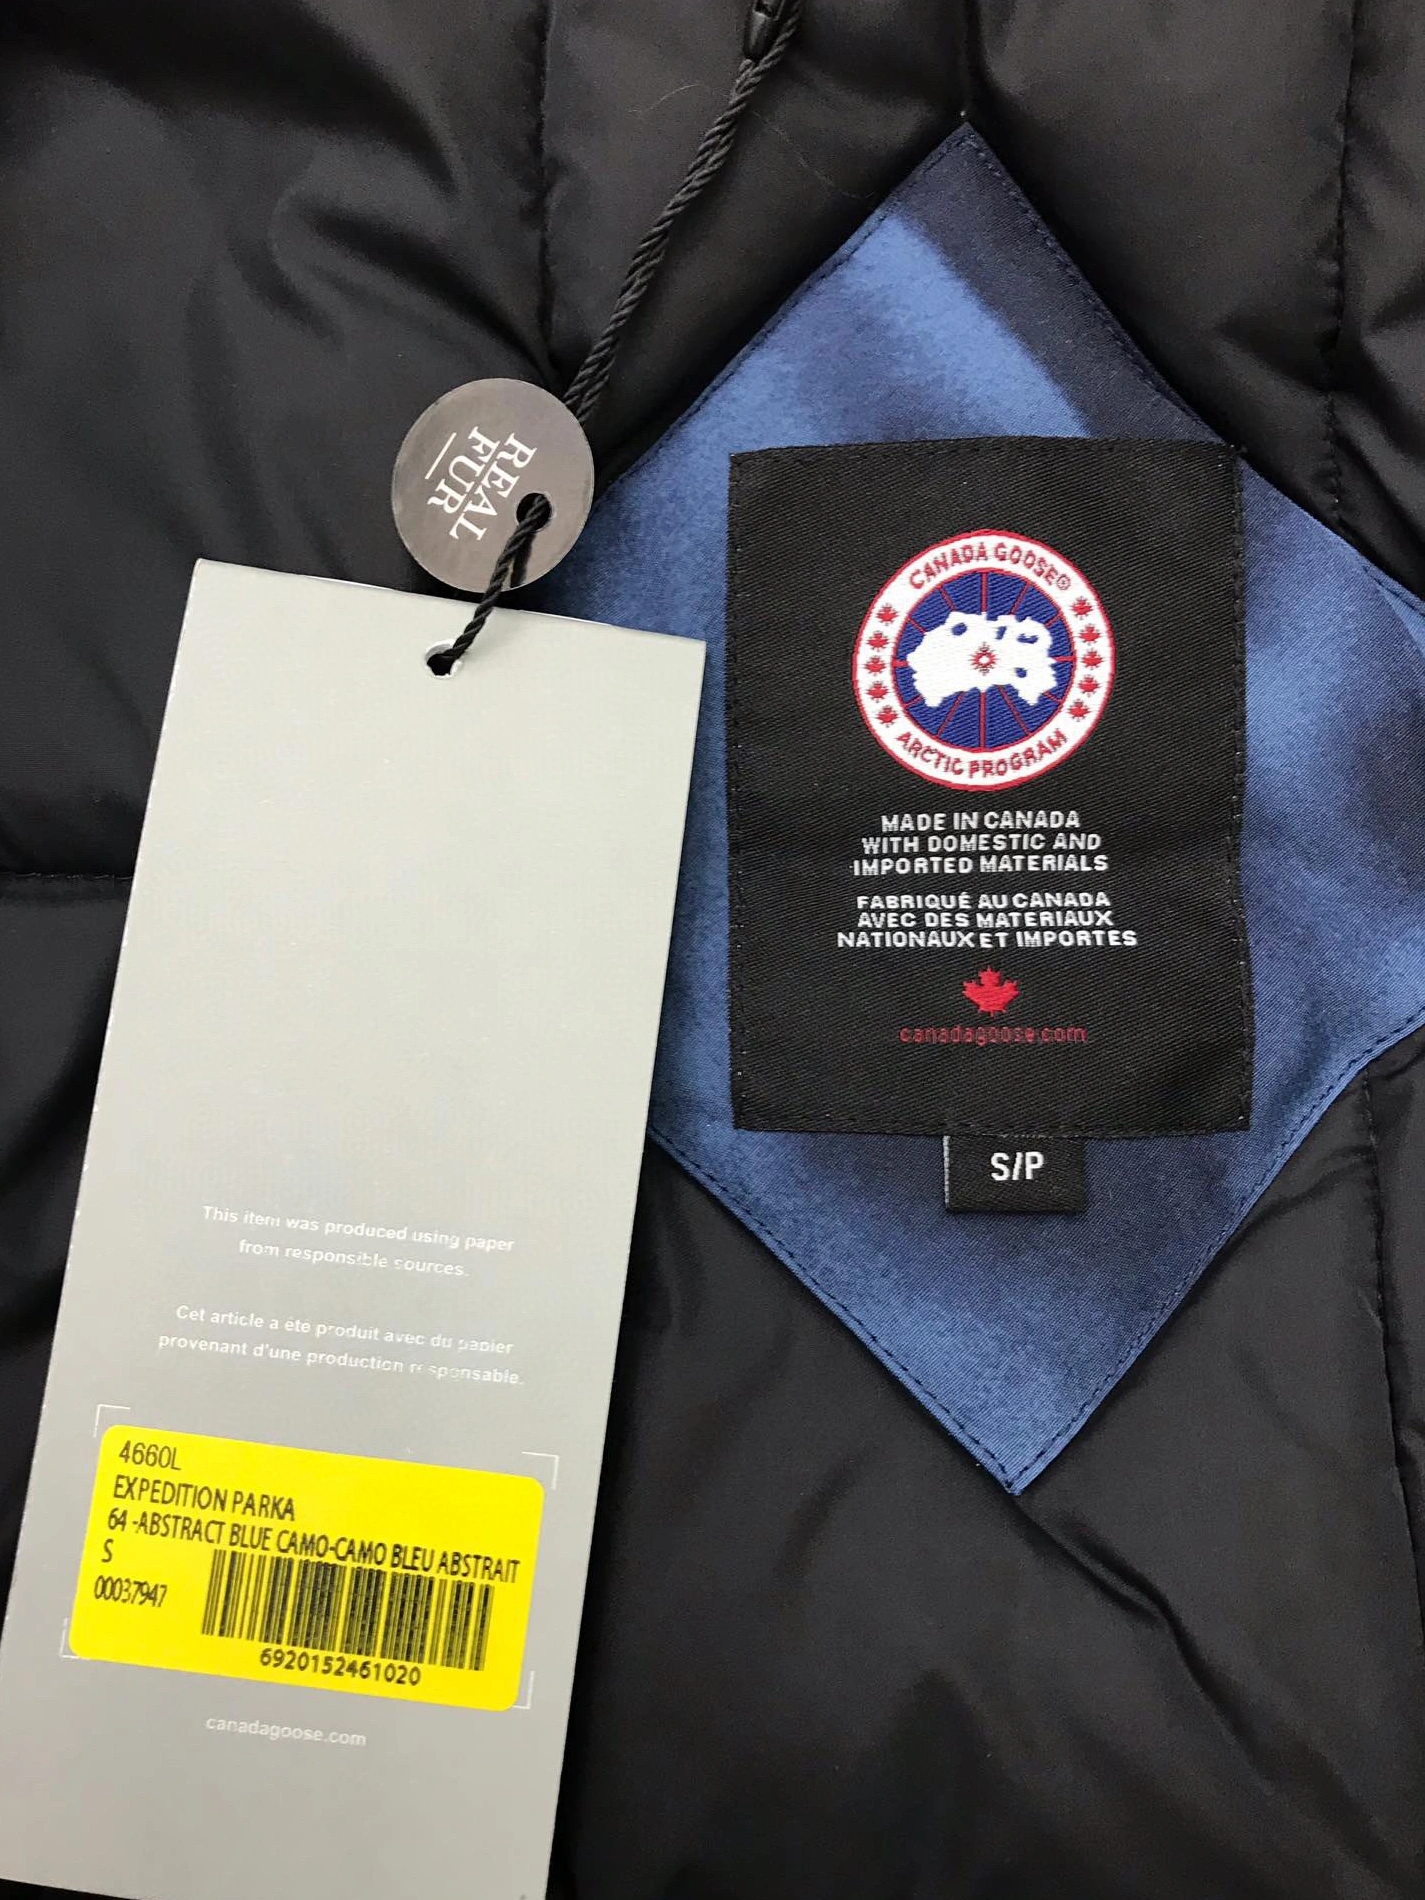 REAL
FUR
CANADA GOOSE®
ARCTIC PROGRAM
MADE IN CANADA
WITH DOMESTIC AND
IMPORTED MATERIALS
FABRIQUÉ AU CANADA
AVEC DES MATERIAUX
NATIONAUX ET IMPORTES
canadagoose.com
S/P
This item was produced using paper
from responsible sources.
Cet article a été produit avec du papier
provenant d'une production responsable.
4660L
EXPEDITION PARKA
64 -ABSTRACT BLUE CAMO-CAMO BLEU ABSTRAIT
S
00037947
6920152461020
canadagoose.com